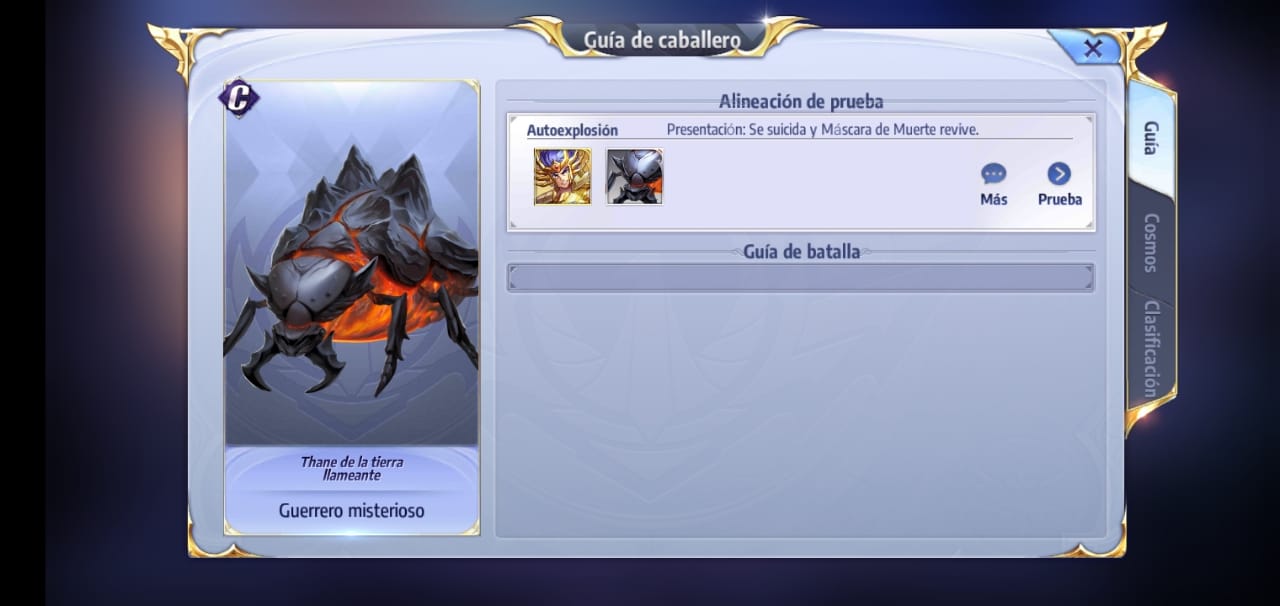 Guía de caballero
C
Alineación de prueba
Autoexplosión
Presentación: Se suicida y Máscara de Muerte revive.
Más
Prueba
Guía de batalla
Thane de la tierra
llameante
Guerrero misterioso
Guía
Cosmos
Clasificación